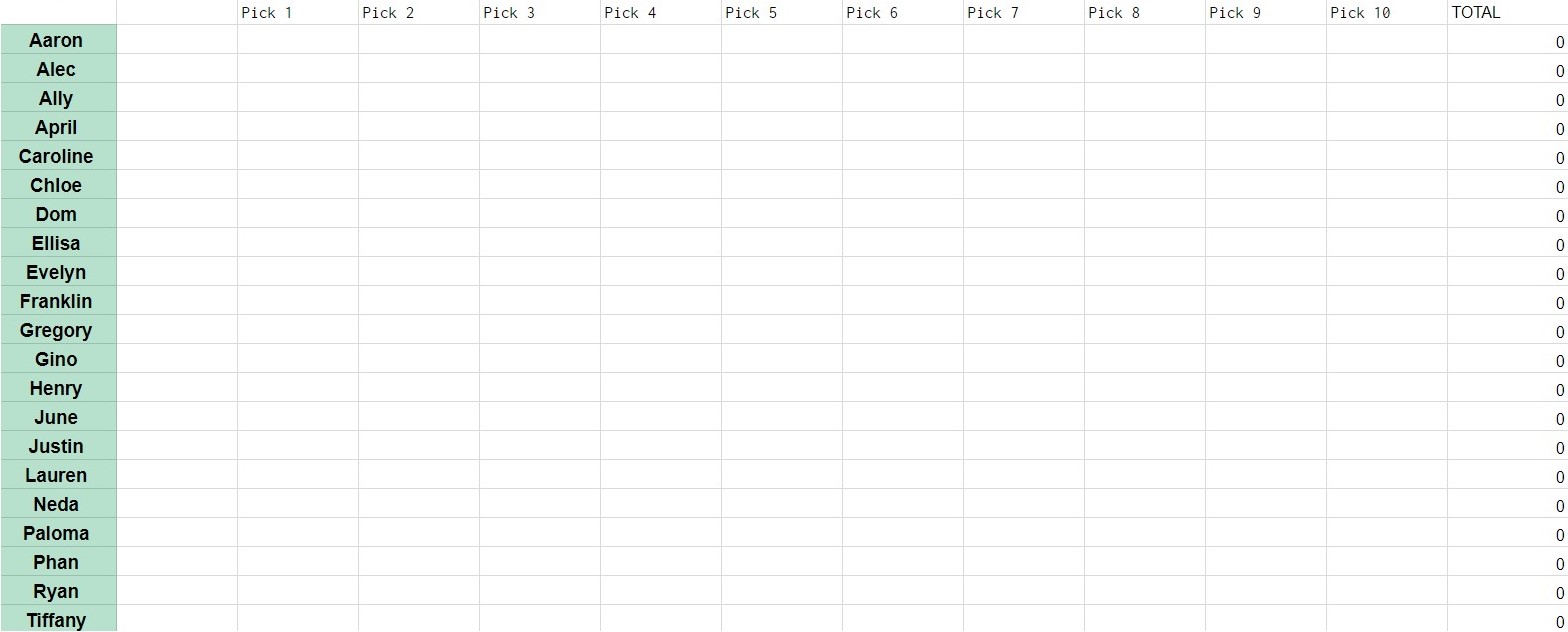 Pick 1 Pick 2 Pick 3 Pick 4 Pick 5 Pick 6 Pick 7 Pick 8 Pick 9 Pick 10 TOTAL
Aaron 0
Alec 0
Ally 0
April 0
Caroline 0
Chloe 0
Dom 0
Ellisa 0
Evelyn 0
Franklin 0
Gregory 0
Gino 0
Henry 0
June 0
Justin 0
Lauren 0
Neda 0
Paloma 0
Phan 0
Ryan 0
Tiffany 0